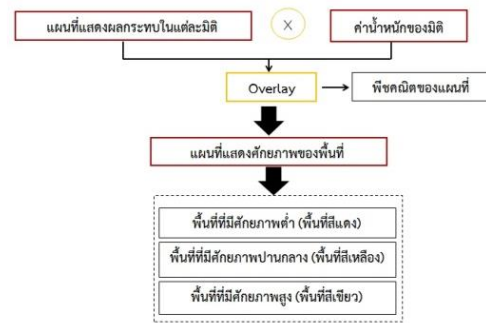 แผนที่แสดงผลกระทบในแต่ละมิติ
X
ค่าน้ำหนักของมิติ
Overlay
พีชคณิตของแผนที่
แผนที่แสดงศักยภาพของพื้นที่
พื้นที่ที่มีศักยภาพต่ำ (พื้นที่สีแดง)
พื้นที่ที่มีศักยภาพปานกลาง (พื้นที่สีเหลือง)
พื้นที่ที่มีศักยภาพสูง (พื้นที่สีเขียว)